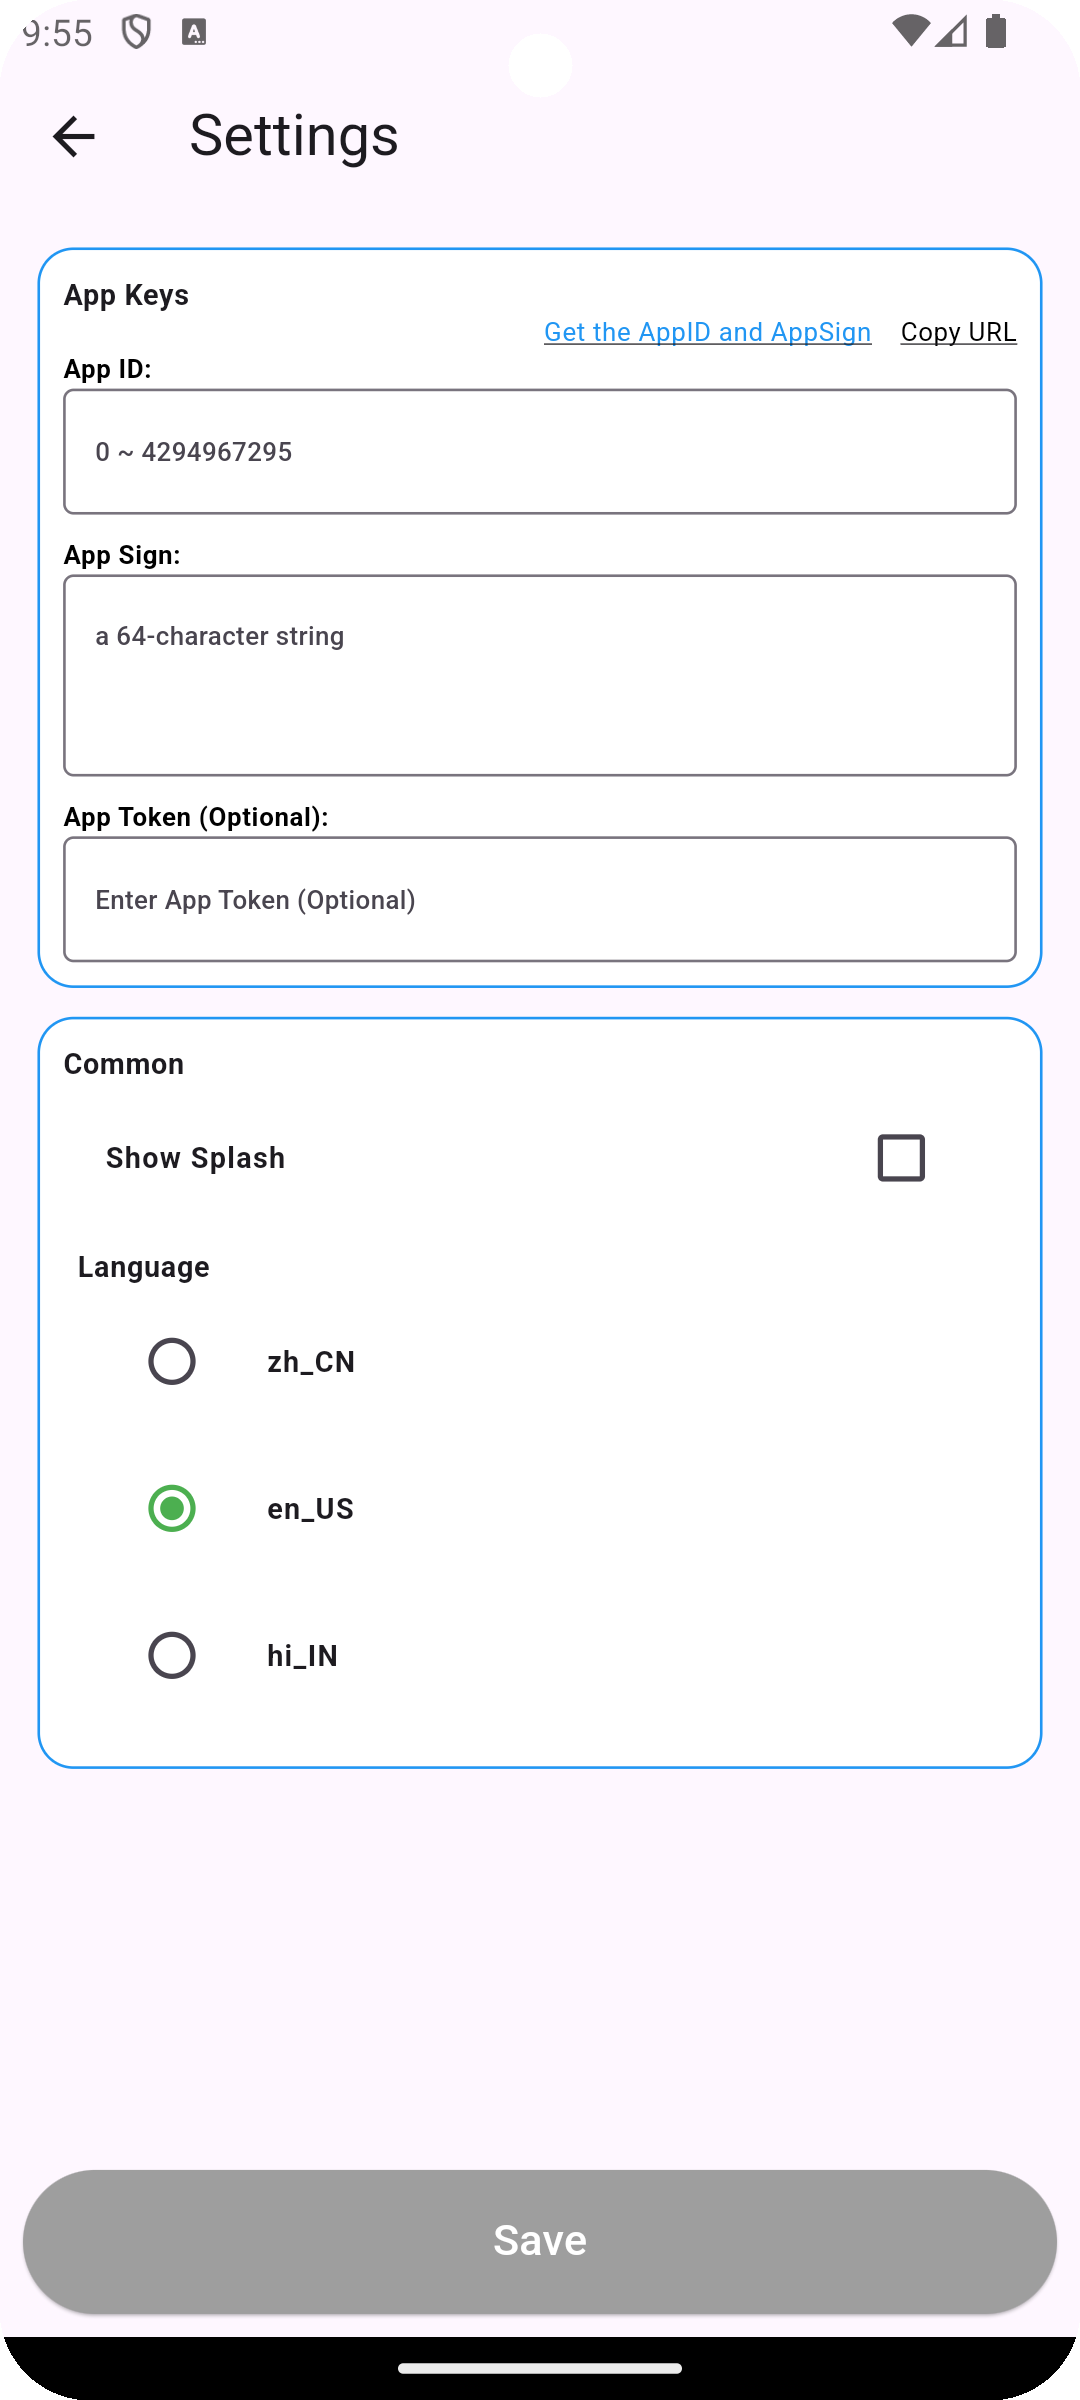 9:55
Settings
App Keys
Get the AppID and AppSign Copy URL
App ID:
0 ~ 4294967295
App Sign:
a 64-character string
App Token (Optional):
Enter App Token (Optional)
Common
Show Splash
Language
zh_CN
en_US
hi_IN
Save